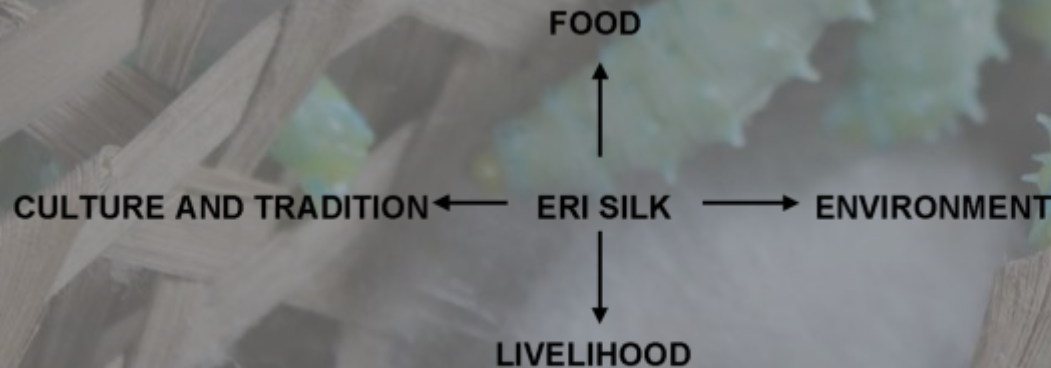 FOOD
CULTURE AND TRADITION ERI SILK ENVIRONMENT
LIVELIHOOD